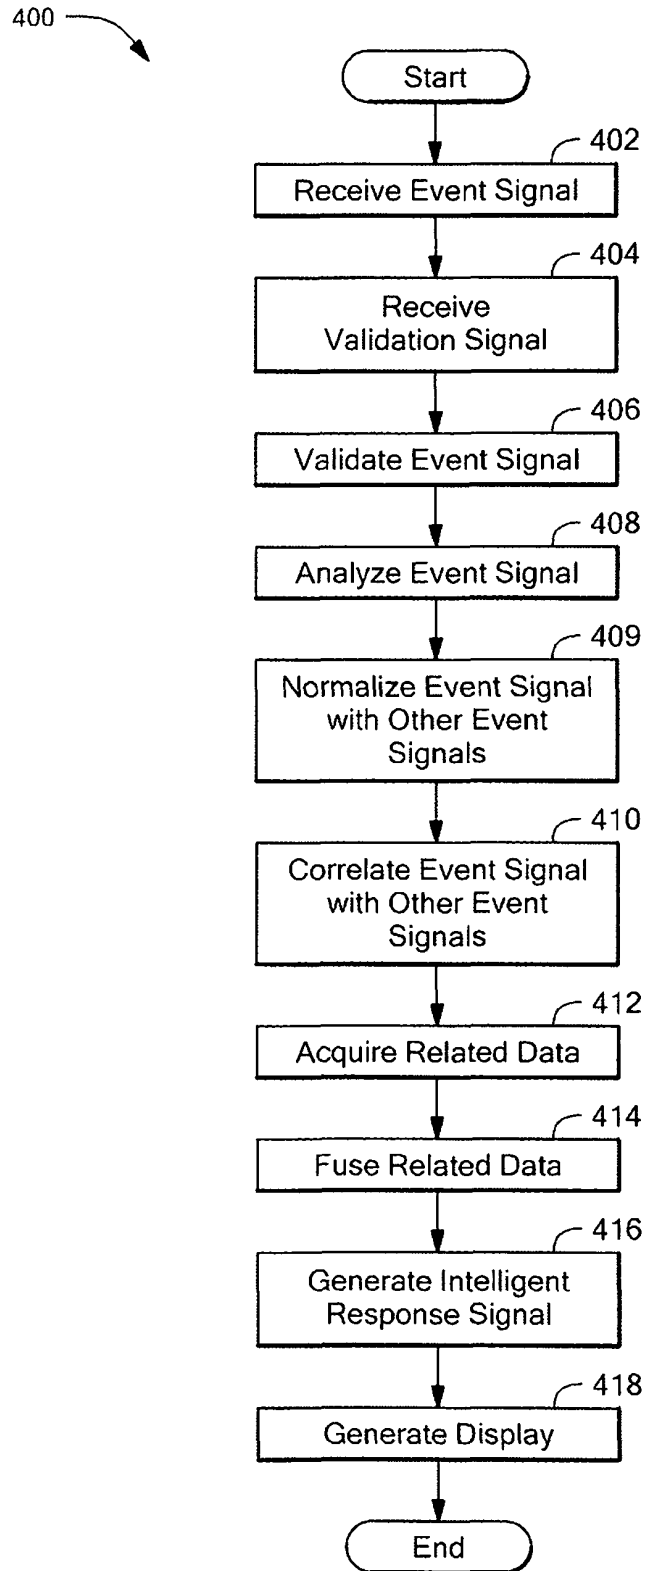 400
Start
402
Receive Event Signal
404
Receive
Validation Signal
406
Validate Event Signal
408
Analyze Event Signal
409
Normalize Event Signal
with Other Event
Signals
410
Correlate Event Signal
with Other Event
Signals
412
Acquire Related Data
414
Fuse Related Data
416
Generate Intelligent
Response Signal
418
Generate Display
End